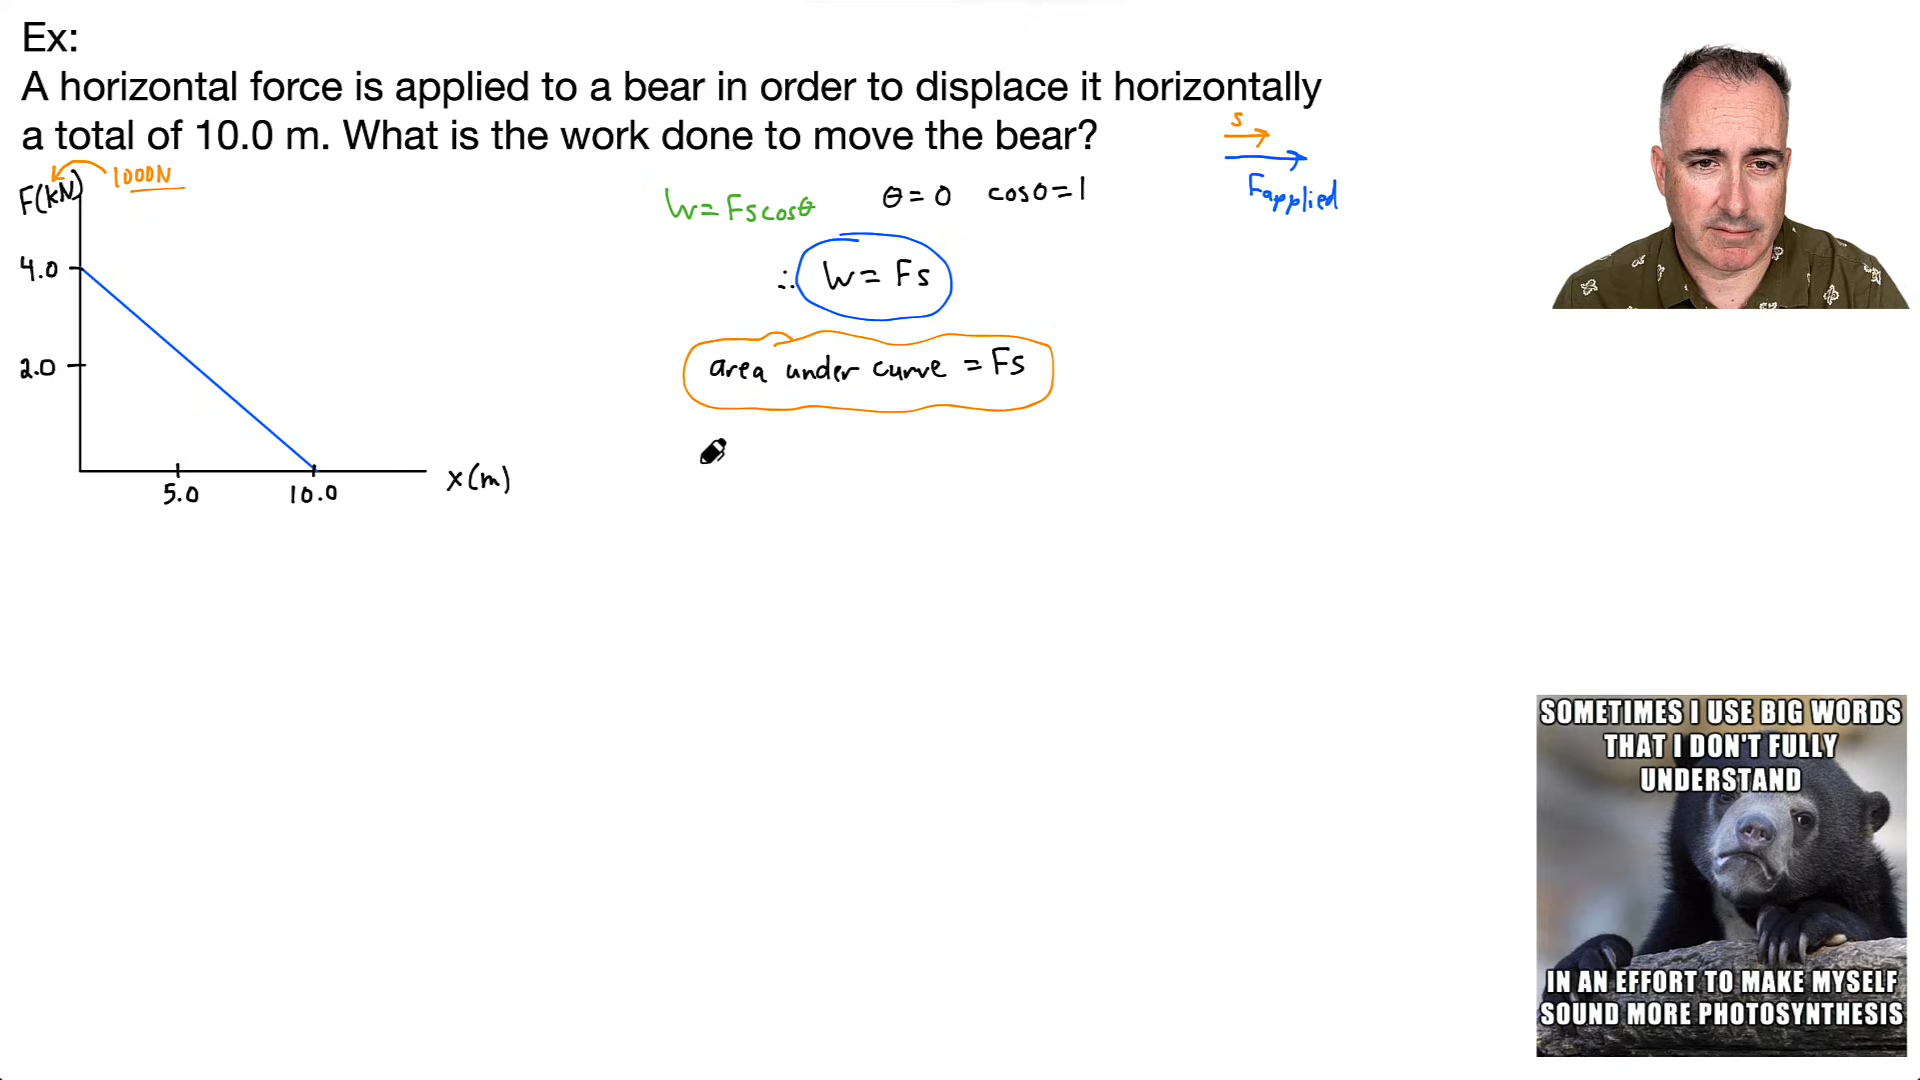 Ex:
A horizontal force is applied to a bear in order to displace it horizontally
a total of 10.0 m. What is the work done to move the bear?
s
Fapplied
1000N
F(kN)
4.0
2.0
5.0
10.0
x(m)
W=Fscosθ
θ=0 cosθ=1
∴ W=Fs
area under curve = Fs
SOMETIMES I USE BIG WORDS
THAT I DON'T FULLY
UNDERSTAND
IN AN EFFORT TO MAKE MYSELF
SOUND MORE PHOTOSYNTHESIS